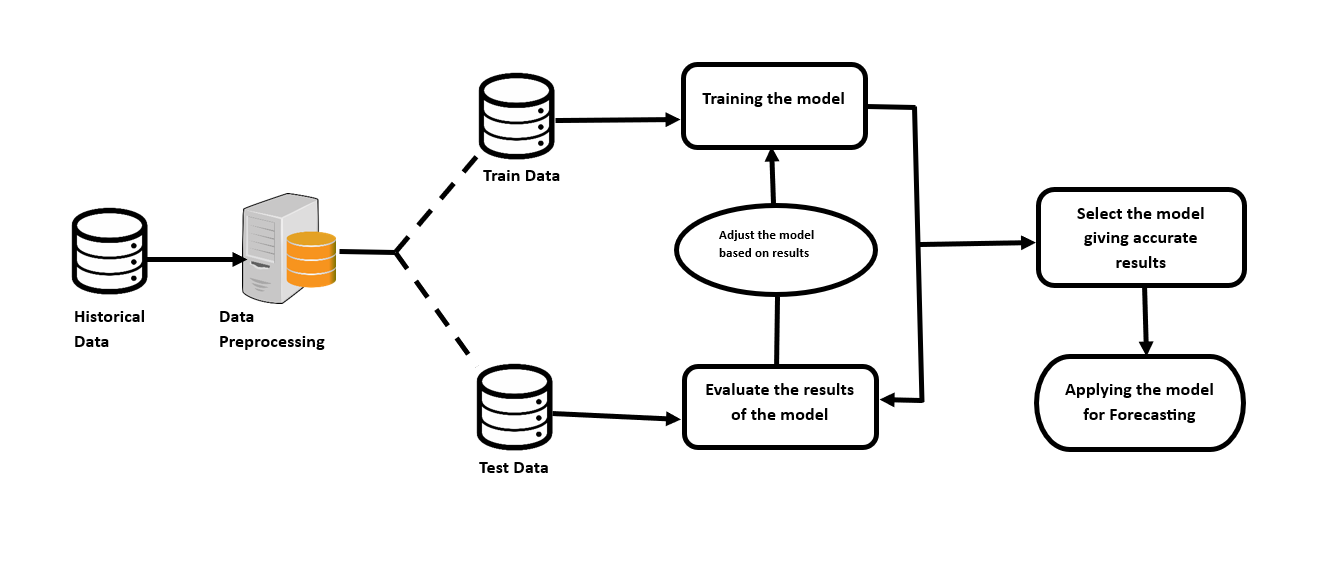 Historical
Data
Data
Preprocessing
Train Data
Test Data
Training the model
Adjust the model
based on results
Evaluate the results
of the model
Select the model
giving accurate
results
Applying the model
for Forecasting